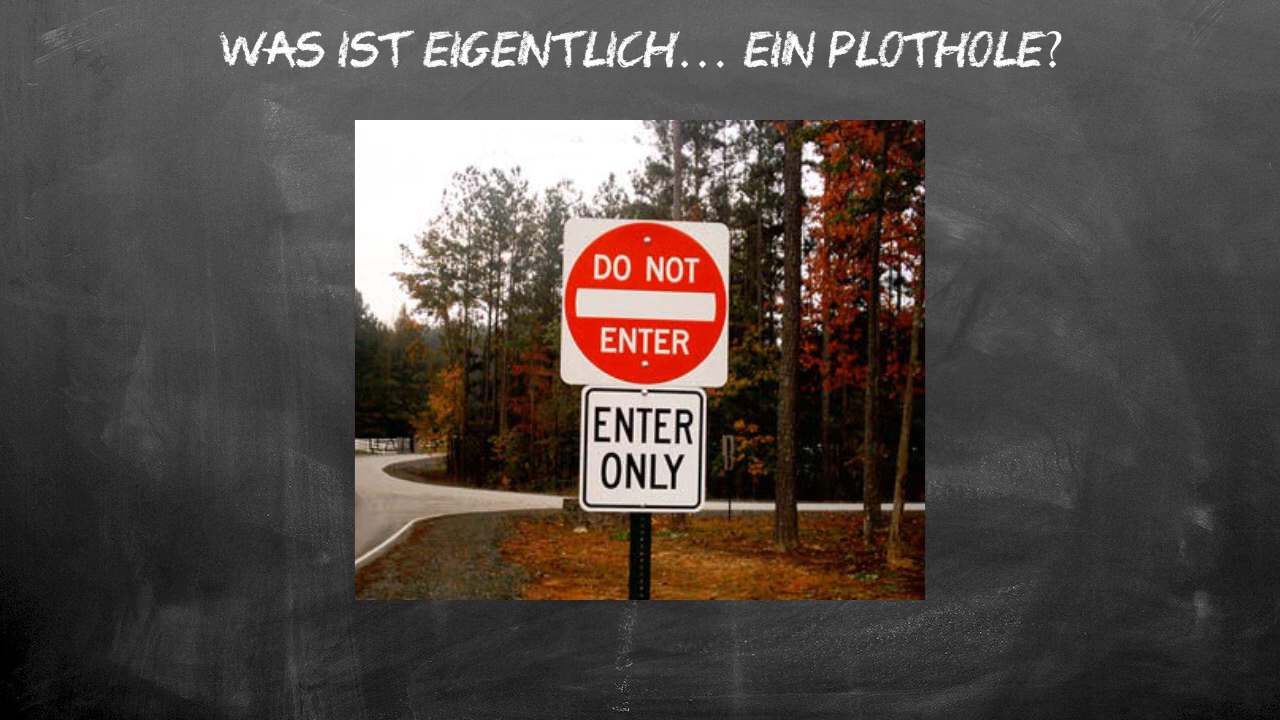 WAS IST EIGENTLICH... EIN PLOTHOLE?
DO NOT
ENTER
ENTER
ONLY